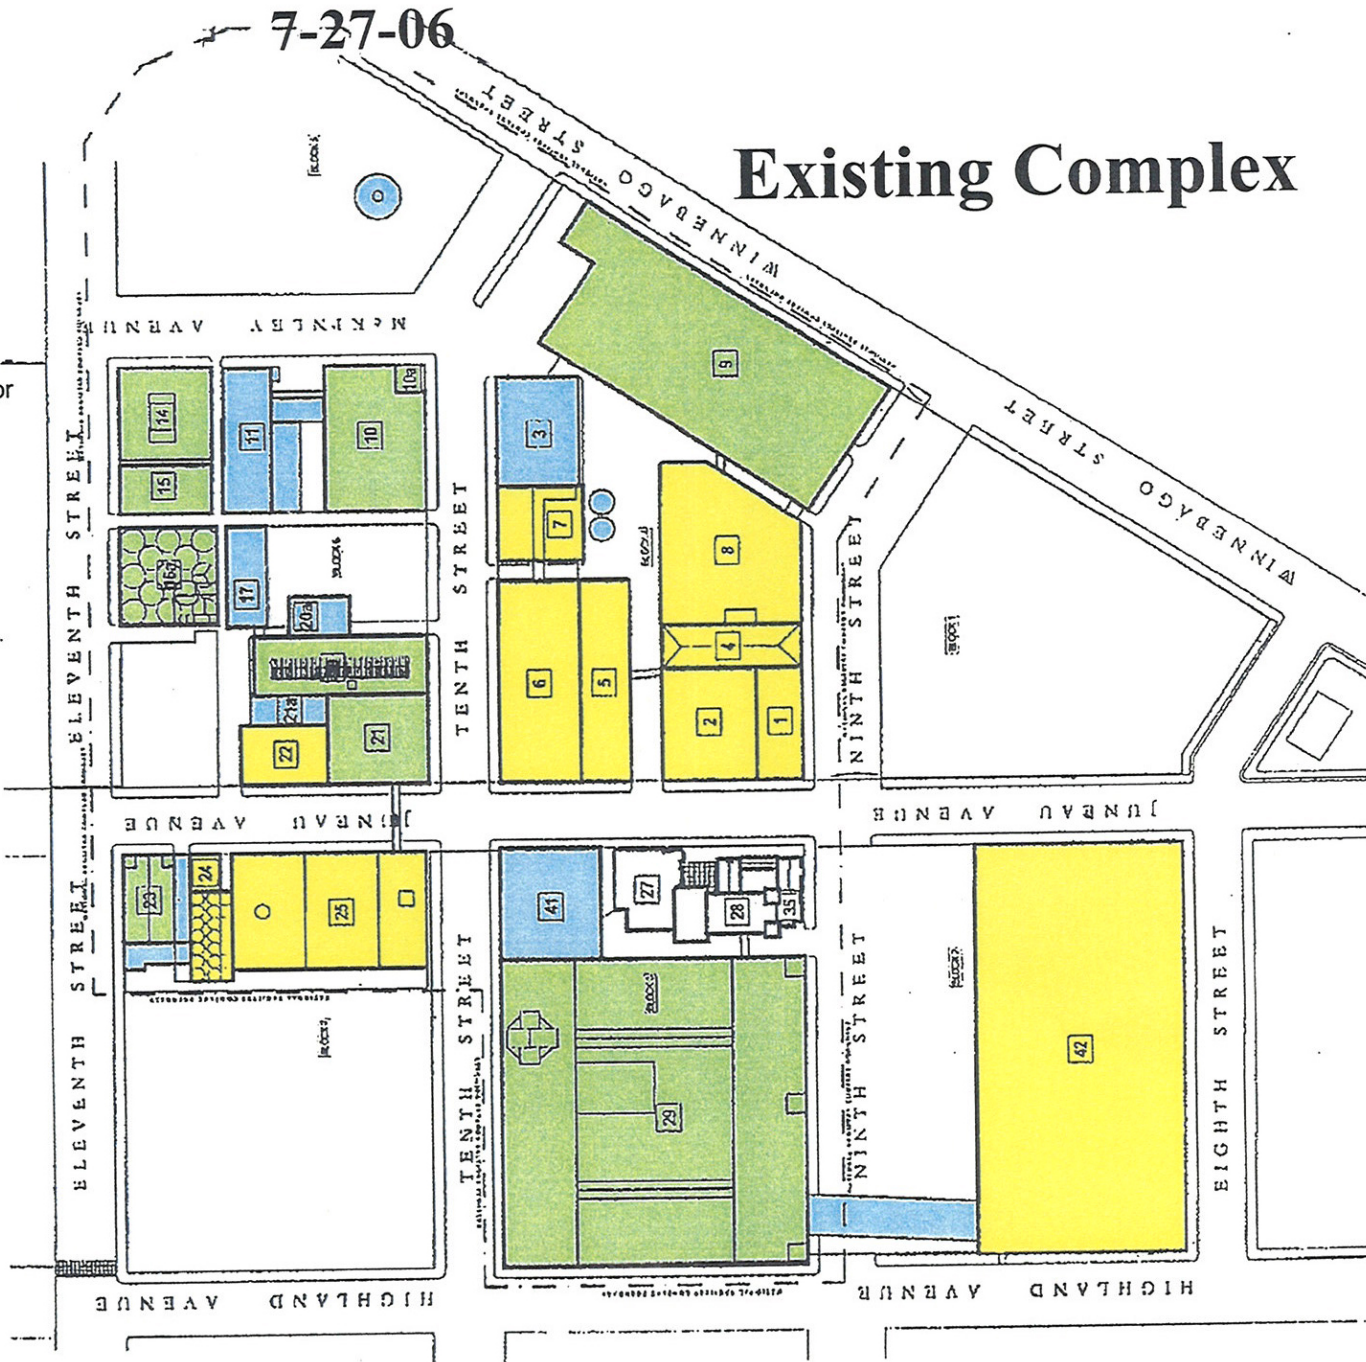 7-27-06
Existing Complex
WINNEBAGO STREET
WINNEBAGO STREET
McKINLEY AVENUE
or
ELEVENTH STREET
TENTH STREET
NINTH STREET
14
15
11
10
10a
3
9
7
8
17
20a
6
5
4
2
1
21a
22
21
JUNEAU AVENUE
JUNEAU AVENUE
23
24
25
41
27
28
35
29
42
ELEVENTH STREET
TENTH STREET
NINTH STREET
EIGHTH STREET
HIGHLAND AVENUE
HIGHLAND AVENUE